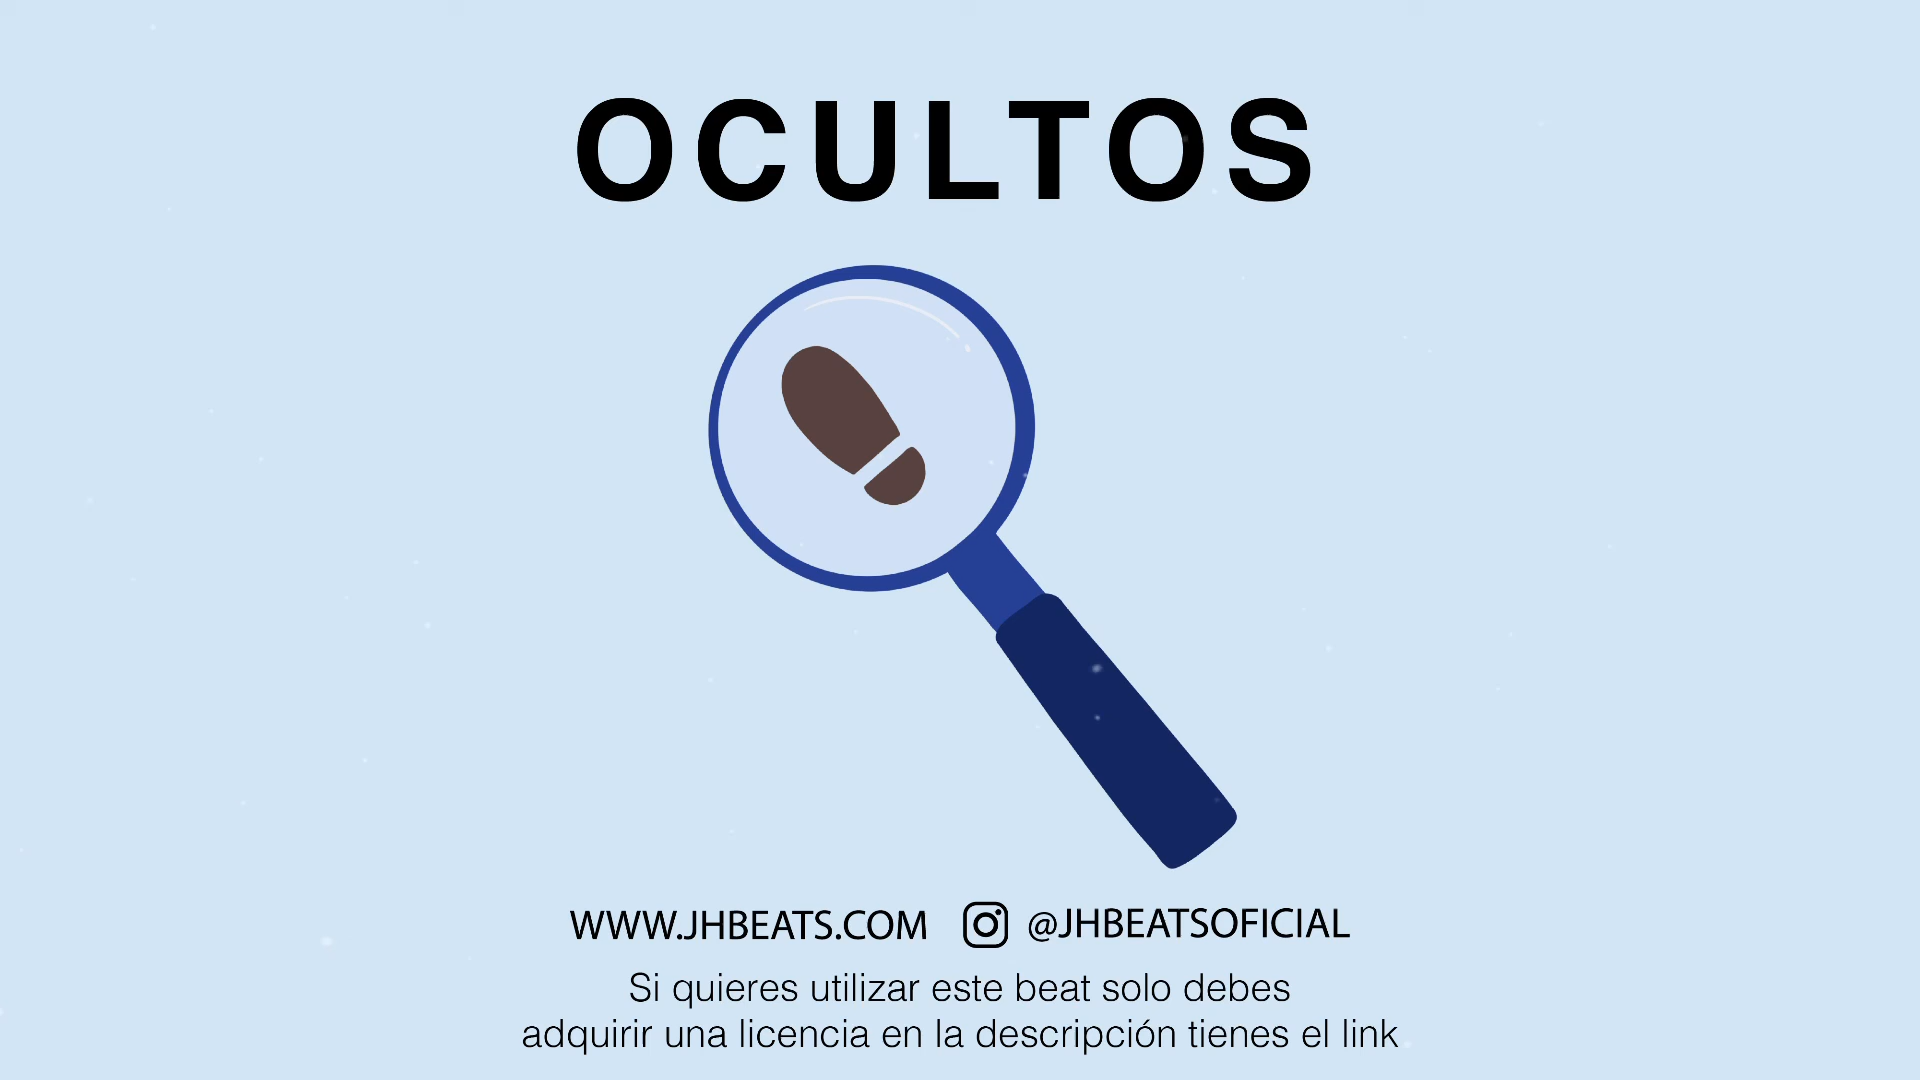 OCULTOS
WWW.JHBEATS.COM @JHBEATSOFICIAL
Si quieres utilizar este beat solo debes
adquirir una licencia en la descripción tienes el link